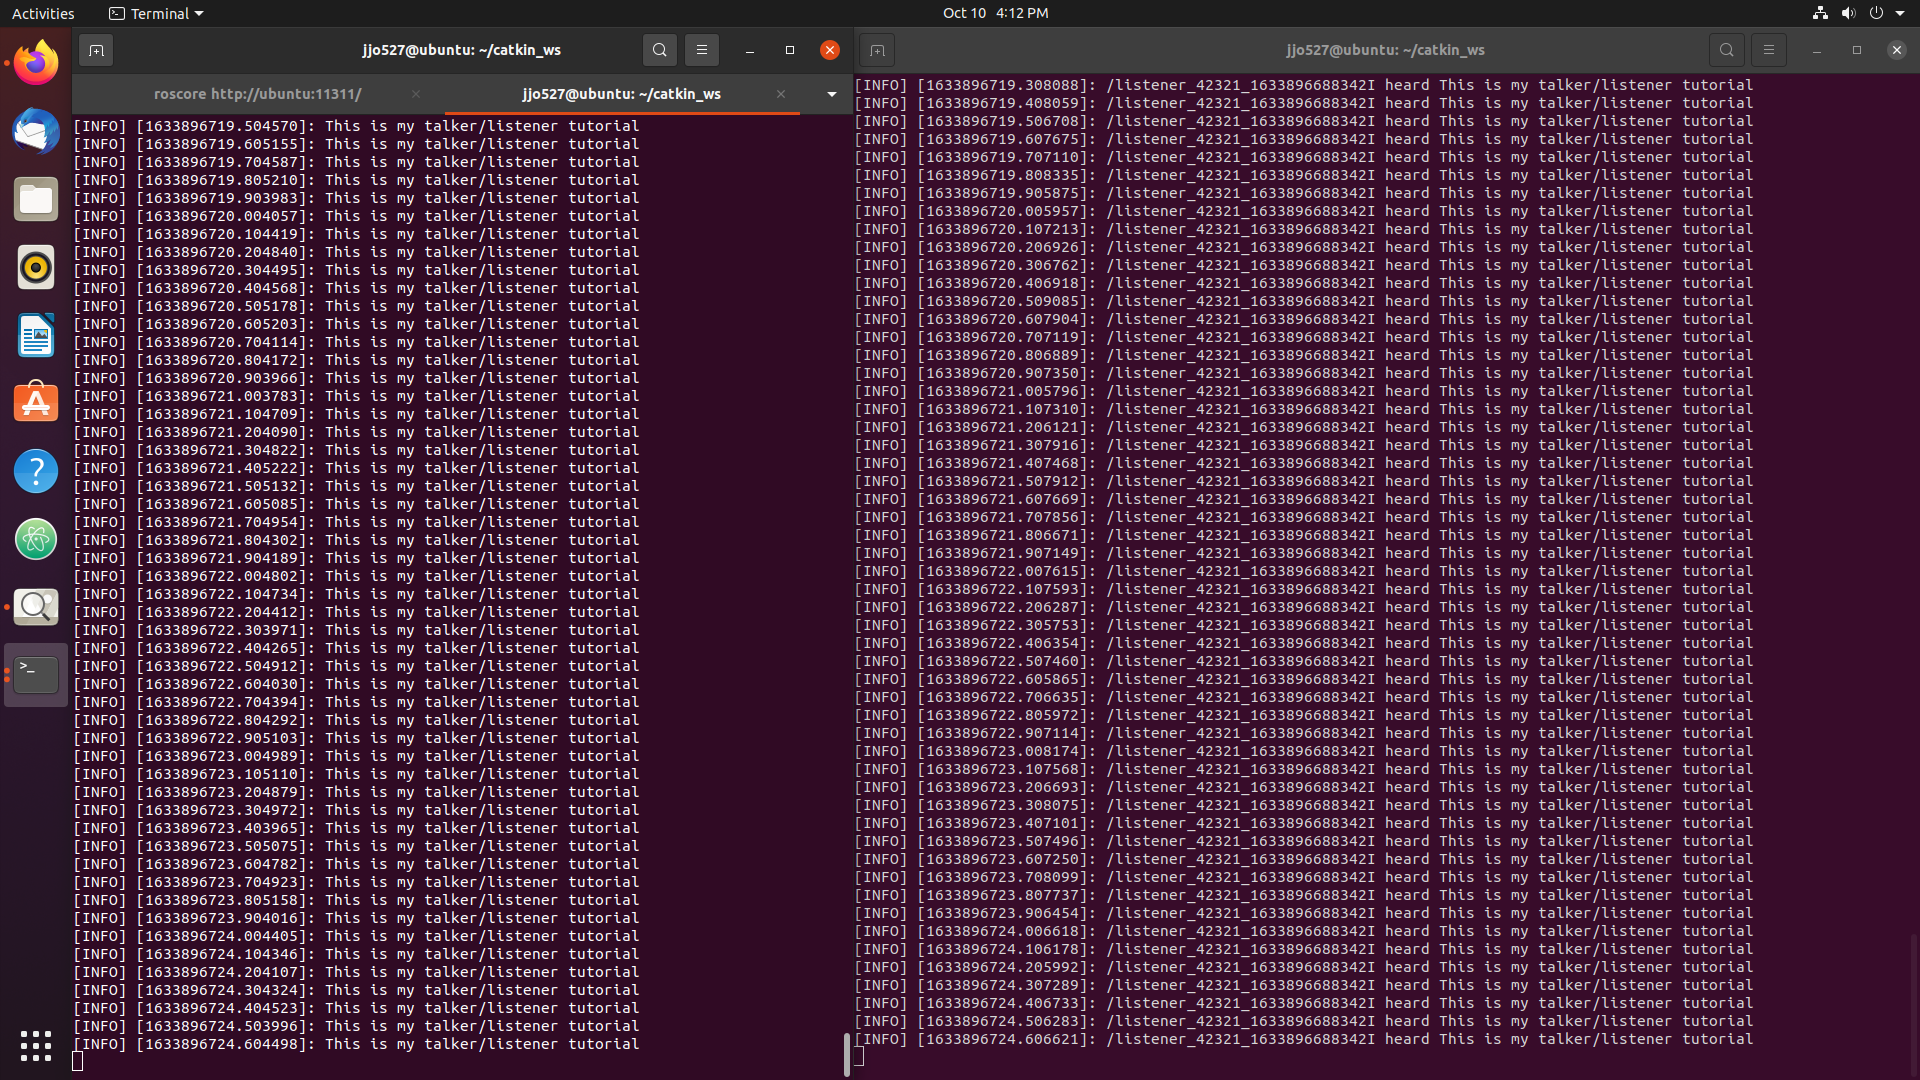 Activities
Terminal
Oct 10 4:12 PM
jjo527@ubuntu: ~/catkin_ws
roscore http://ubuntu:11311/
jjo527@ubuntu: ~/catkin_ws
[INFO] [1633896719.504570]: This is my talker/listener tutorial
[INFO] [1633896719.605155]: This is my talker/listener tutorial
[INFO] [1633896719.704587]: This is my talker/listener tutorial
[INFO] [1633896719.805210]: This is my talker/listener tutorial
[INFO] [1633896719.903983]: This is my talker/listener tutorial
[INFO] [1633896720.004057]: This is my talker/listener tutorial
[INFO] [1633896720.104419]: This is my talker/listener tutorial
[INFO] [1633896720.204840]: This is my talker/listener tutorial
[INFO] [1633896720.304495]: This is my talker/listener tutorial
[INFO] [1633896720.404568]: This is my talker/listener tutorial
[INFO] [1633896720.505178]: This is my talker/listener tutorial
[INFO] [1633896720.605203]: This is my talker/listener tutorial
[INFO] [1633896720.704114]: This is my talker/listener tutorial
[INFO] [1633896720.804172]: This is my talker/listener tutorial
[INFO] [1633896720.903966]: This is my talker/listener tutorial
[INFO] [1633896721.003783]: This is my talker/listener tutorial
[INFO] [1633896721.104709]: This is my talker/listener tutorial
[INFO] [1633896721.204090]: This is my talker/listener tutorial
[INFO] [1633896721.304822]: This is my talker/listener tutorial
[INFO] [1633896721.405222]: This is my talker/listener tutorial
[INFO] [1633896721.505132]: This is my talker/listener tutorial
[INFO] [1633896721.605085]: This is my talker/listener tutorial
[INFO] [1633896721.704954]: This is my talker/listener tutorial
[INFO] [1633896721.804302]: This is my talker/listener tutorial
[INFO] [1633896721.904189]: This is my talker/listener tutorial
[INFO] [1633896722.004802]: This is my talker/listener tutorial
[INFO] [1633896722.104734]: This is my talker/listener tutorial
[INFO] [1633896722.204412]: This is my talker/listener tutorial
[INFO] [1633896722.303971]: This is my talker/listener tutorial
[INFO] [1633896722.404265]: This is my talker/listener tutorial
[INFO] [1633896722.504912]: This is my talker/listener tutorial
[INFO] [1633896722.604030]: This is my talker/listener tutorial
[INFO] [1633896722.704394]: This is my talker/listener tutorial
[INFO] [1633896722.804292]: This is my talker/listener tutorial
[INFO] [1633896722.905103]: This is my talker/listener tutorial
[INFO] [1633896723.004989]: This is my talker/listener tutorial
[INFO] [1633896723.105110]: This is my talker/listener tutorial
[INFO] [1633896723.204879]: This is my talker/listener tutorial
[INFO] [1633896723.304972]: This is my talker/listener tutorial
[INFO] [1633896723.403965]: This is my talker/listener tutorial
[INFO] [1633896723.505075]: This is my talker/listener tutorial
[INFO] [1633896723.604782]: This is my talker/listener tutorial
[INFO] [1633896723.704923]: This is my talker/listener tutorial
[INFO] [1633896723.805158]: This is my talker/listener tutorial
[INFO] [1633896723.904016]: This is my talker/listener tutorial
[INFO] [1633896724.004405]: This is my talker/listener tutorial
[INFO] [1633896724.104346]: This is my talker/listener tutorial
[INFO] [1633896724.204107]: This is my talker/listener tutorial
[INFO] [1633896724.304324]: This is my talker/listener tutorial
[INFO] [1633896724.404523]: This is my talker/listener tutorial
[INFO] [1633896724.503996]: This is my talker/listener tutorial
[INFO] [1633896724.604498]: This is my talker/listener tutorial
jjo527@ubuntu: ~/catkin_ws
[INFO] [1633896719.308088]: /listener_42321_1633896688342I heard This is my talker/listener tutorial
[INFO] [1633896719.408059]: /listener_42321_1633896688342I heard This is my talker/listener tutorial
[INFO] [1633896719.506708]: /listener_42321_1633896688342I heard This is my talker/listener tutorial
[INFO] [1633896719.607675]: /listener_42321_1633896688342I heard This is my talker/listener tutorial
[INFO] [1633896719.707110]: /listener_42321_1633896688342I heard This is my talker/listener tutorial
[INFO] [1633896719.808335]: /listener_42321_1633896688342I heard This is my talker/listener tutorial
[INFO] [1633896719.905875]: /listener_42321_1633896688342I heard This is my talker/listener tutorial
[INFO] [1633896720.005957]: /listener_42321_1633896688342I heard This is my talker/listener tutorial
[INFO] [1633896720.107213]: /listener_42321_1633896688342I heard This is my talker/listener tutorial
[INFO] [1633896720.206926]: /listener_42321_1633896688342I heard This is my talker/listener tutorial
[INFO] [1633896720.306762]: /listener_42321_1633896688342I heard This is my talker/listener tutorial
[INFO] [1633896720.406918]: /listener_42321_1633896688342I heard This is my talker/listener tutorial
[INFO] [1633896720.509085]: /listener_42321_1633896688342I heard This is my talker/listener tutorial
[INFO] [1633896720.607904]: /listener_42321_1633896688342I heard This is my talker/listener tutorial
[INFO] [1633896720.707119]: /listener_42321_1633896688342I heard This is my talker/listener tutorial
[INFO] [1633896720.806889]: /listener_42321_1633896688342I heard This is my talker/listener tutorial
[INFO] [1633896720.907350]: /listener_42321_1633896688342I heard This is my talker/listener tutorial
[INFO] [1633896721.005796]: /listener_42321_1633896688342I heard This is my talker/listener tutorial
[INFO] [1633896721.107310]: /listener_42321_1633896688342I heard This is my talker/listener tutorial
[INFO] [1633896721.206121]: /listener_42321_1633896688342I heard This is my talker/listener tutorial
[INFO] [1633896721.307916]: /listener_42321_1633896688342I heard This is my talker/listener tutorial
[INFO] [1633896721.407468]: /listener_42321_1633896688342I heard This is my talker/listener tutorial
[INFO] [1633896721.507912]: /listener_42321_1633896688342I heard This is my talker/listener tutorial
[INFO] [1633896721.607669]: /listener_42321_1633896688342I heard This is my talker/listener tutorial
[INFO] [1633896721.707856]: /listener_42321_1633896688342I heard This is my talker/listener tutorial
[INFO] [1633896721.806671]: /listener_42321_1633896688342I heard This is my talker/listener tutorial
[INFO] [1633896721.907149]: /listener_42321_1633896688342I heard This is my talker/listener tutorial
[INFO] [1633896722.007615]: /listener_42321_1633896688342I heard This is my talker/listener tutorial
[INFO] [1633896722.107593]: /listener_42321_1633896688342I heard This is my talker/listener tutorial
[INFO] [1633896722.206287]: /listener_42321_1633896688342I heard This is my talker/listener tutorial
[INFO] [1633896722.305753]: /listener_42321_1633896688342I heard This is my talker/listener tutorial
[INFO] [1633896722.406354]: /listener_42321_1633896688342I heard This is my talker/listener tutorial
[INFO] [1633896722.507460]: /listener_42321_1633896688342I heard This is my talker/listener tutorial
[INFO] [1633896722.605865]: /listener_42321_1633896688342I heard This is my talker/listener tutorial
[INFO] [1633896722.706635]: /listener_42321_1633896688342I heard This is my talker/listener tutorial
[INFO] [1633896722.805972]: /listener_42321_1633896688342I heard This is my talker/listener tutorial
[INFO] [1633896722.907114]: /listener_42321_1633896688342I heard This is my talker/listener tutorial
[INFO] [1633896723.008174]: /listener_42321_1633896688342I heard This is my talker/listener tutorial
[INFO] [1633896723.107568]: /listener_42321_1633896688342I heard This is my talker/listener tutorial
[INFO] [1633896723.206693]: /listener_42321_1633896688342I heard This is my talker/listener tutorial
[INFO] [1633896723.308075]: /listener_42321_1633896688342I heard This is my talker/listener tutorial
[INFO] [1633896723.407101]: /listener_42321_1633896688342I heard This is my talker/listener tutorial
[INFO] [1633896723.507496]: /listener_42321_1633896688342I heard This is my talker/listener tutorial
[INFO] [1633896723.607250]: /listener_42321_1633896688342I heard This is my talker/listener tutorial
[INFO] [1633896723.708099]: /listener_42321_1633896688342I heard This is my talker/listener tutorial
[INFO] [1633896723.807737]: /listener_42321_1633896688342I heard This is my talker/listener tutorial
[INFO] [1633896723.906454]: /listener_42321_1633896688342I heard This is my talker/listener tutorial
[INFO] [1633896724.006618]: /listener_42321_1633896688342I heard This is my talker/listener tutorial
[INFO] [1633896724.106178]: /listener_42321_1633896688342I heard This is my talker/listener tutorial
[INFO] [1633896724.205992]: /listener_42321_1633896688342I heard This is my talker/listener tutorial
[INFO] [1633896724.307289]: /listener_42321_1633896688342I heard This is my talker/listener tutorial
[INFO] [1633896724.406733]: /listener_42321_1633896688342I heard This is my talker/listener tutorial
[INFO] [1633896724.506283]: /listener_42321_1633896688342I heard This is my talker/listener tutorial
[INFO] [1633896724.606621]: /listener_42321_1633896688342I heard This is my talker/listener tutorial